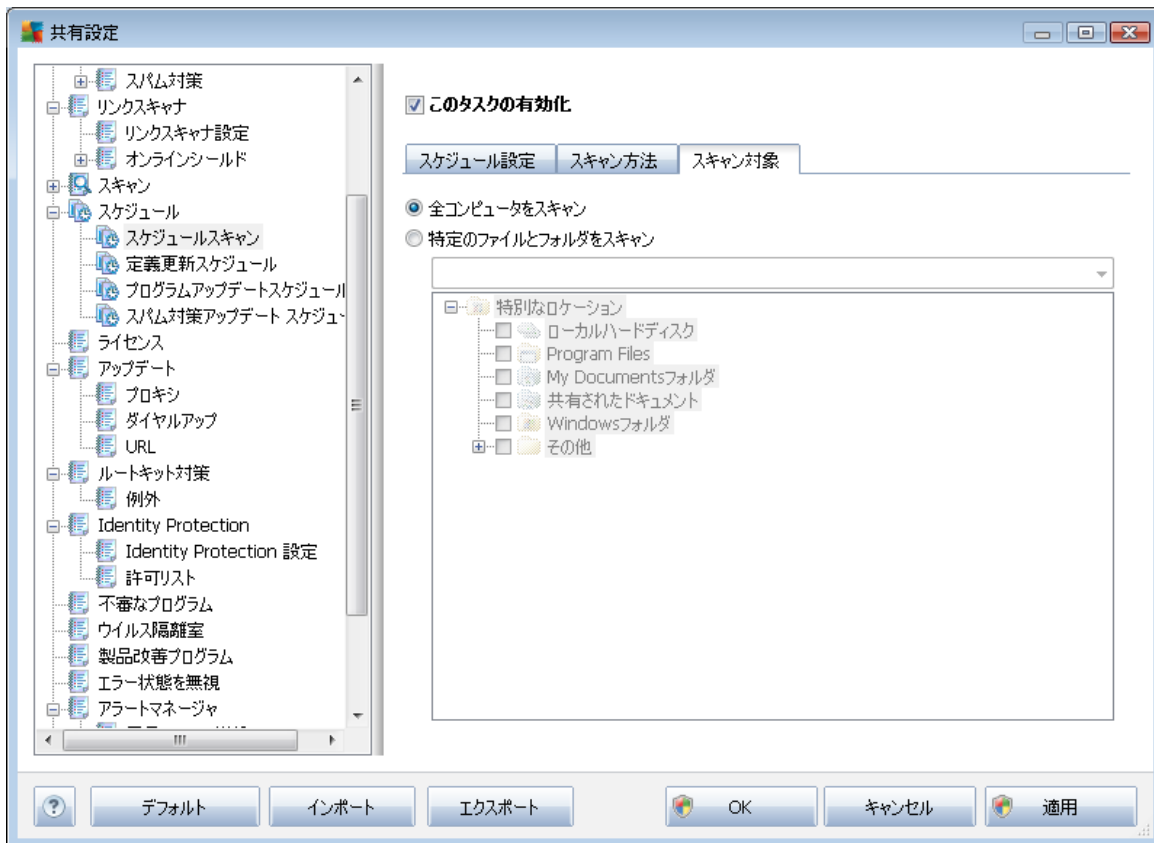 共有設定
スパム対策
リンクスキャナ
リンクスキャナ設定
オンラインシールド
スキャン
スケジュール
スケジュールスキャン
定義更新スケジュール
プログラムアップデートスケジュール
スパム対策アップデート スケジュー
ライセンス
アップデート
プロキシ
ダイヤルアップ
URL
ルートキット対策
例外
Identity Protection
Identity Protection 設定
許可リスト
不審なプログラム
ウイルス隔離室
製品改善プログラム
エラー状態を無視
アラートマネージャ
このタスクの有効化
スケジュール設定
スキャン方法
スキャン対象
全コンピュータをスキャン
特定のファイルとフォルダをスキャン
特別なロケーション
ローカルハードディスク
Program Files
My Documentsフォルダ
共有されたドキュメント
Windowsフォルダ
その他
?
デフォルト
インポート
エクスポート
OK
キャンセル
適用